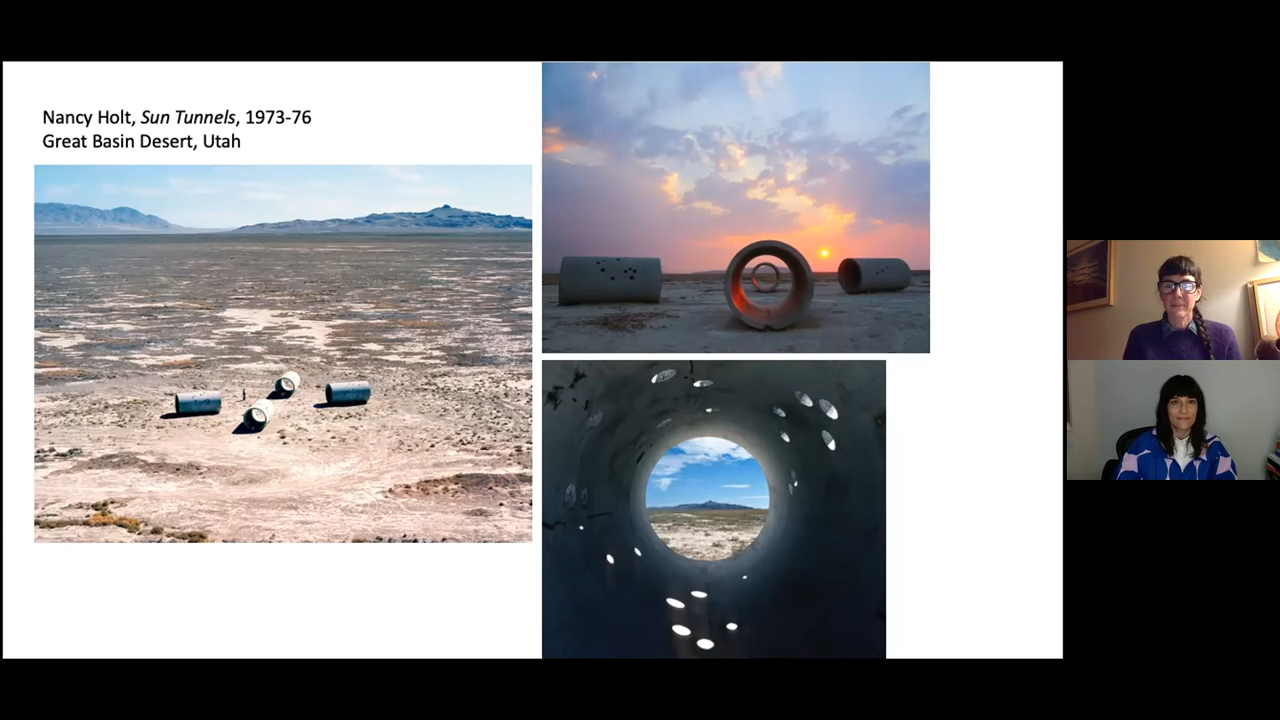 Nancy Holt, Sun Tunnels, 1973-76
Great Basin Desert, Utah